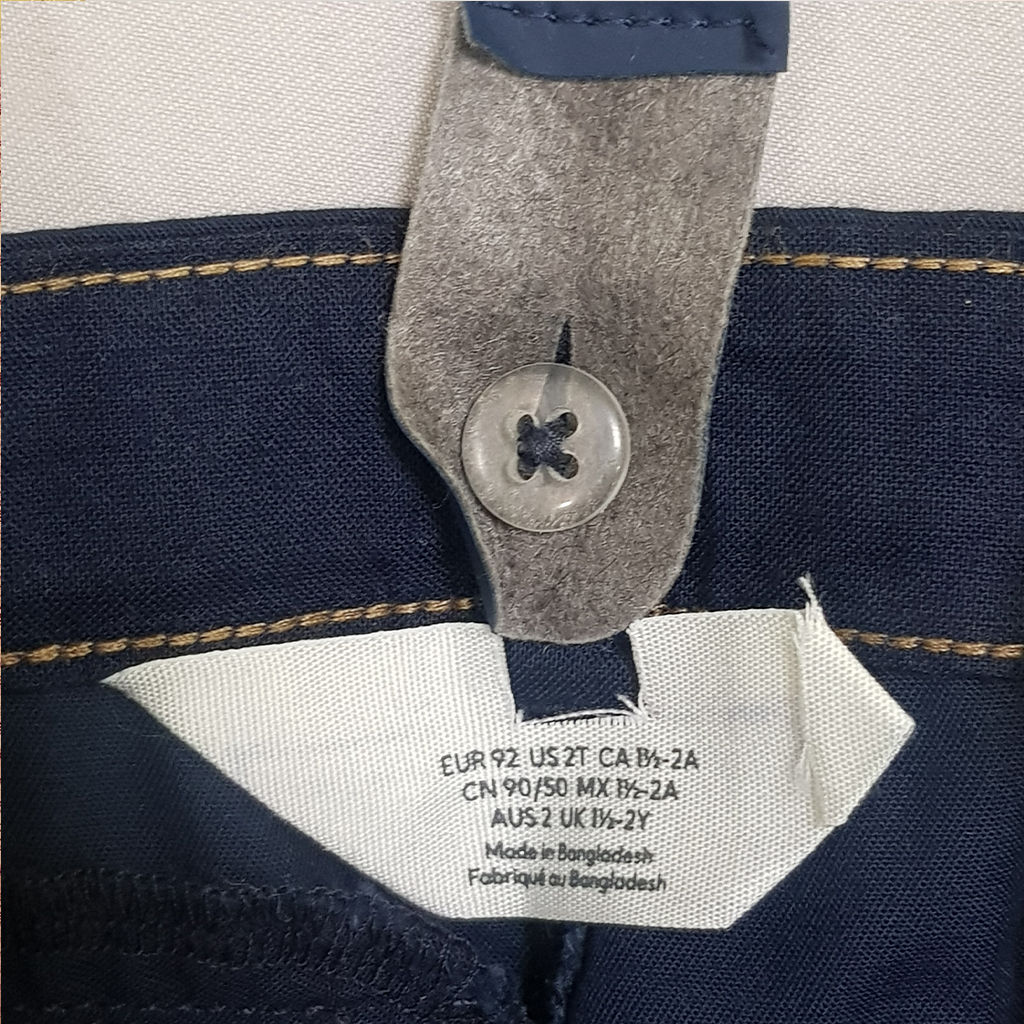 EUR 92 US 2T CA 1½-2A
CN 90/50 MX 1½-2A
AUS 2 UK 1½-2Y
Made in Bangladesh
Fabriqué au Bangladesh